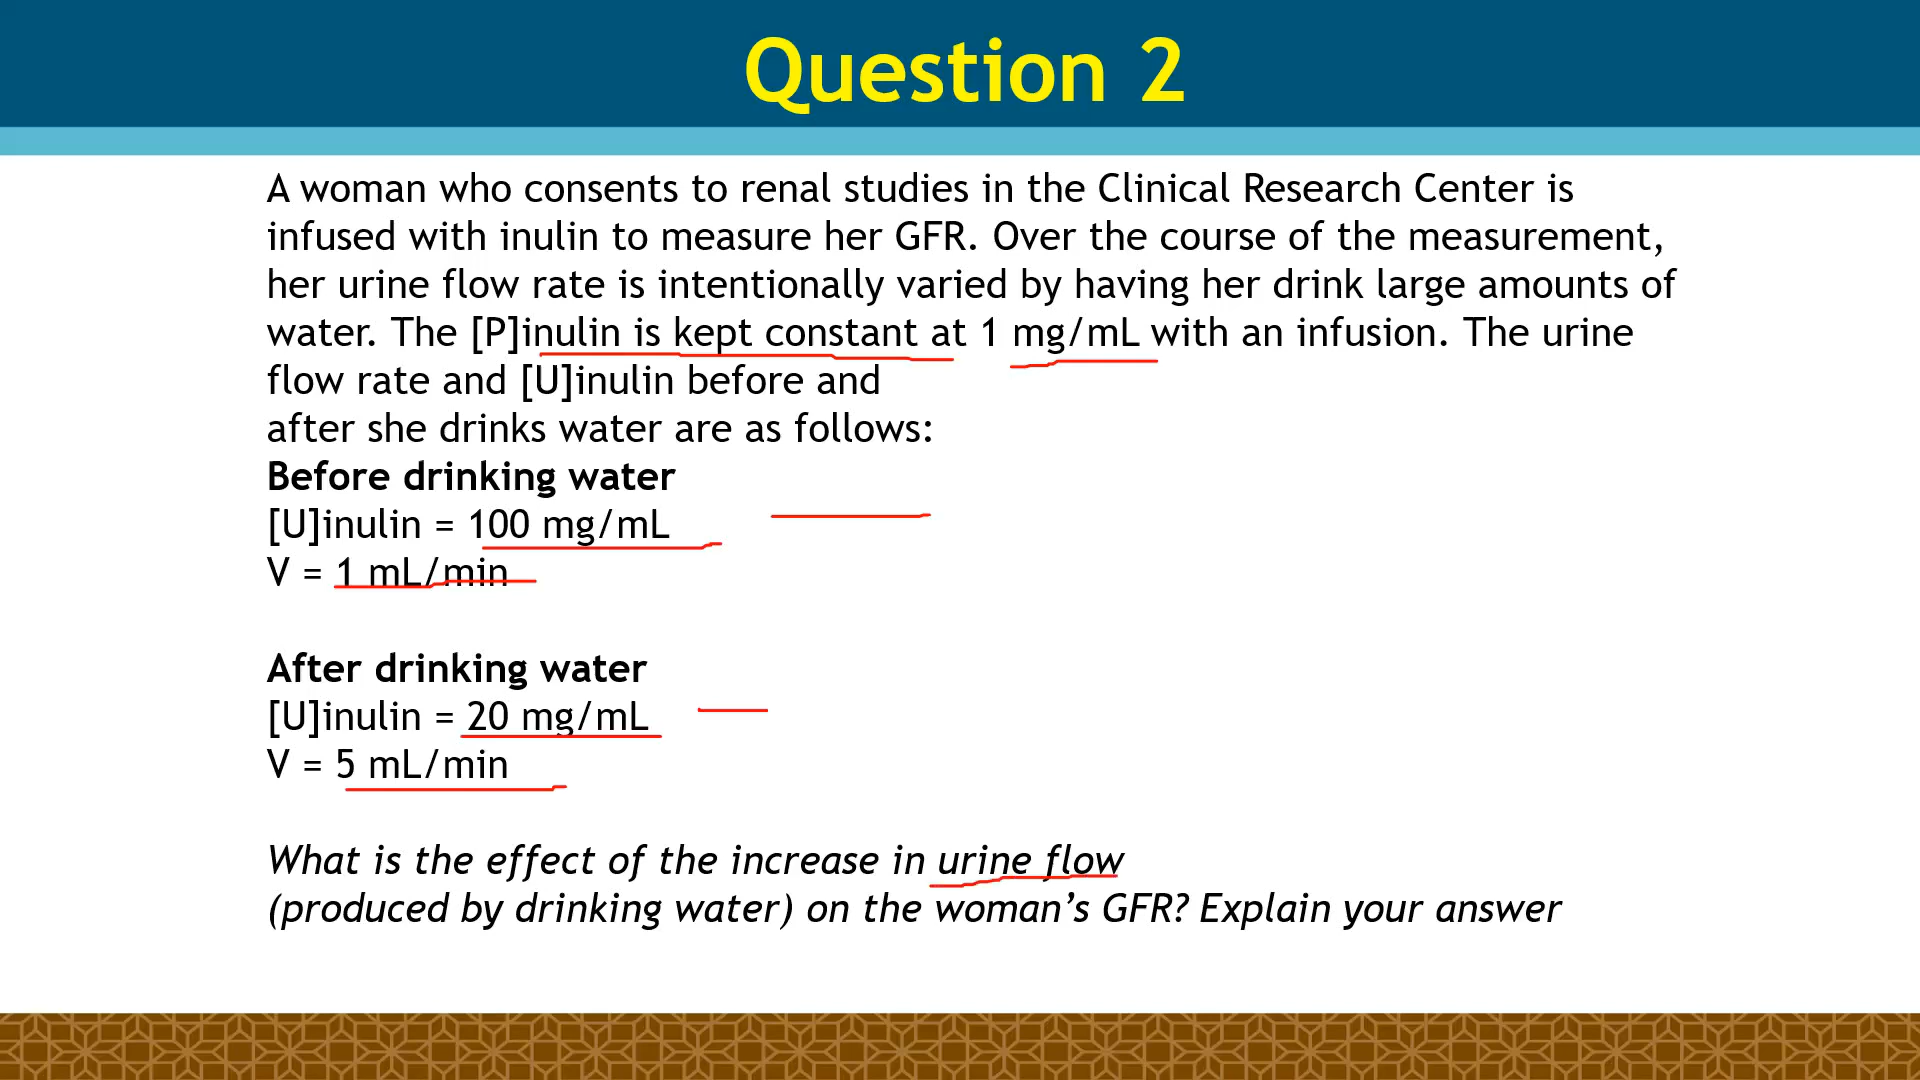 Question 2
A woman who consents to renal studies in the Clinical Research Center is
infused with inulin to measure her GFR. Over the course of the measurement,
her urine flow rate is intentionally varied by having her drink large amounts of
water. The [P]inulin is kept constant at 1 mg/mL with an infusion. The urine
flow rate and [U]inulin before and
after she drinks water are as follows:
Before drinking water
[U]inulin = 100 mg/mL
V = 1 mL/min
After drinking water
[U]inulin = 20 mg/mL
V = 5 mL/min
What is the effect of the increase in urine flow
(produced by drinking water) on the woman’s GFR? Explain your answer